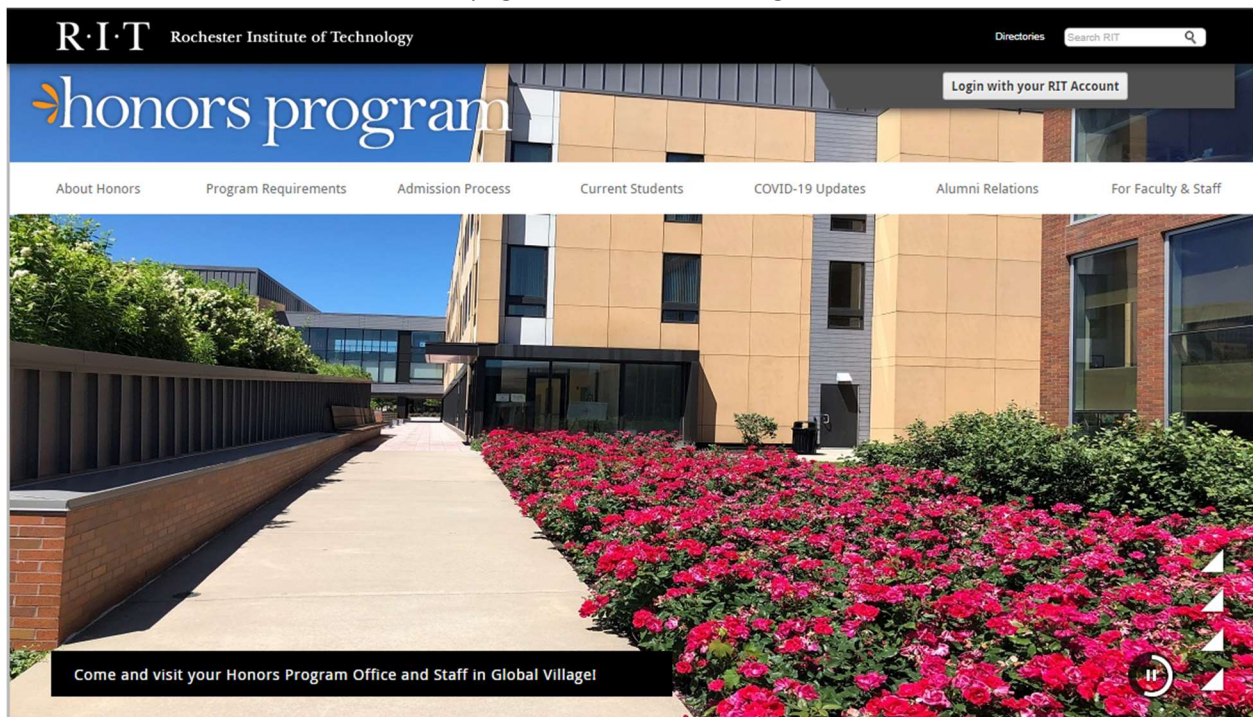 R·I·T Rochester Institute of Technology
Directories
Search RIT
honors program
Login with your RIT Account
About Honors Program Requirements Admission Process Current Students COVID-19 Updates Alumni Relations For Faculty & Staff
Come and visit your Honors Program Office and Staff in Global Village!